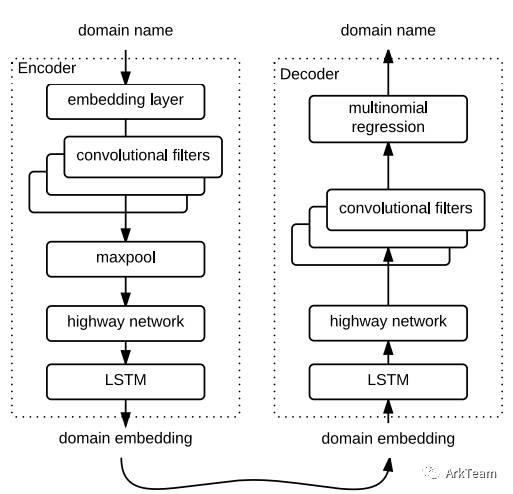 domain name
Encoder
embedding layer
convolutional filters
maxpool
highway network
LSTM
domain embedding
domain name
Decoder
multinomial
regression
convolutional filters
highway network
LSTM
domain embedding
ArkTeam